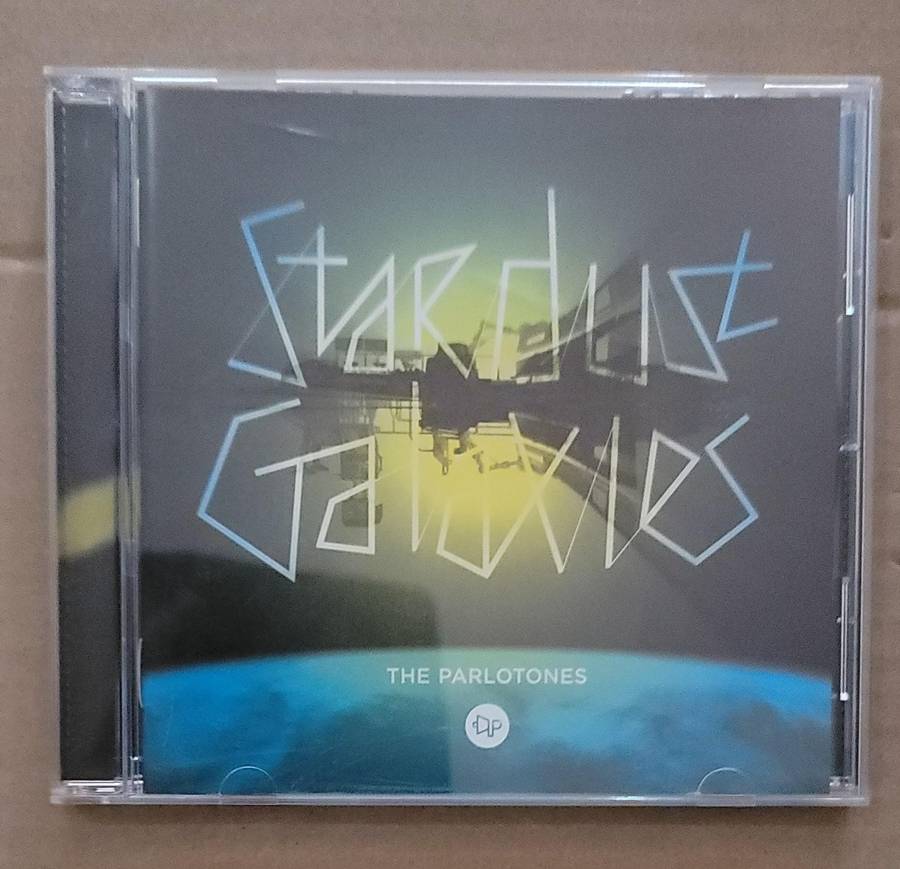 Stardust
Galaxies
THE PARLOTONES